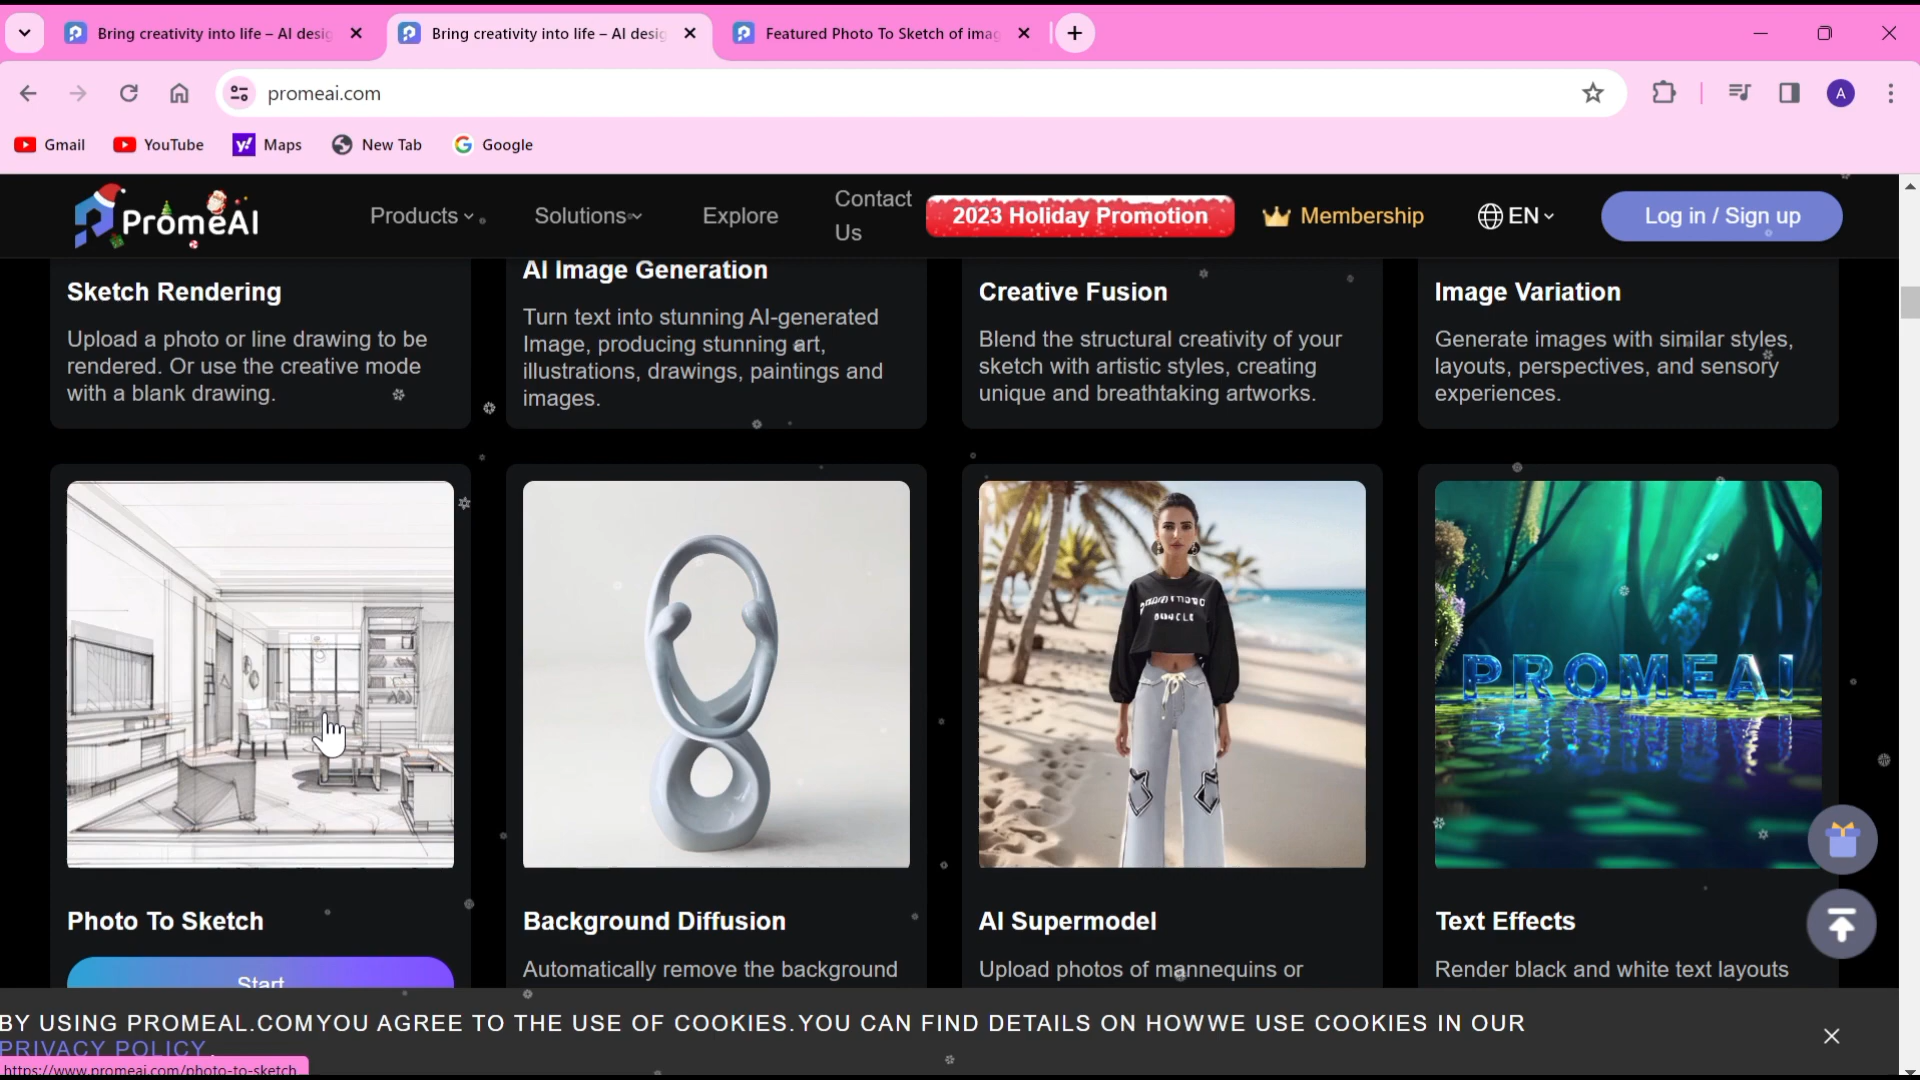 Bring creativity into life – AI desig
Bring creativity into life – AI desig
Featured Photo To Sketch of imag
promeai.com
A
Gmail
YouTube
Maps
New Tab
Google
PromeAI
Products
Solutions
Explore
Contact
Us
2023 Holiday Promotion
Membership
EN
Log in / Sign up
Sketch Rendering
Upload a photo or line drawing to be
rendered. Or use the creative mode
with a blank drawing.
AI Image Generation
Turn text into stunning AI-generated
Image, producing stunning art,
illustrations, drawings, paintings and
images.
Creative Fusion
Blend the structural creativity of your
sketch with artistic styles, creating
unique and breathtaking artworks.
Image Variation
Generate images with similar styles,
layouts, perspectives, and sensory
experiences.
PROMEAI
Photo To Sketch
Start
Background Diffusion
Automatically remove the background
AI Supermodel
Upload photos of mannequins or
Text Effects
Render black and white text layouts
BY USING PROMEAL.COMYOU AGREE TO THE USE OF COOKIES.YOU CAN FIND DETAILS ON HOWWE USE COOKIES IN OUR
PRIVACY POLICY.
https://www.promeai.com/photo-to-sketch